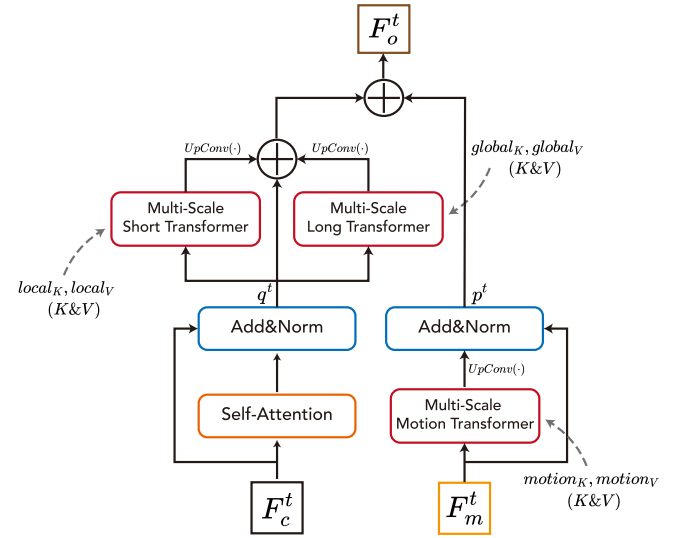 F_o^t
UpConv(·) UpConv(·)
global_K, global_V
(K&V)
Multi-Scale
Short Transformer
Multi-Scale
Long Transformer
local_K, local_V
(K&V)
q^t
p^t
Add&Norm
Add&Norm
UpConv(·)
Self-Attention
Multi-Scale
Motion Transformer
motion_K, motion_V
(K&V)
F_c^t
F_m^t